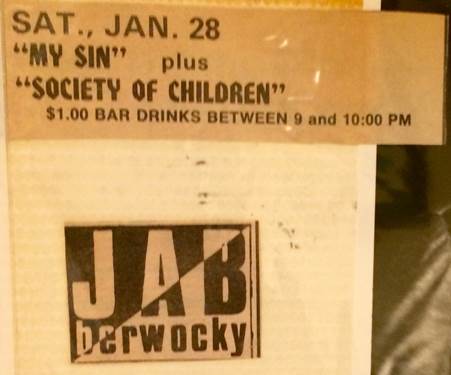 SAT., JAN. 28
“MY SIN” plus
“SOCIETY OF CHILDREN”
$1.00 BAR DRINKS BETWEEN 9 and 10:00 PM
JAB
berwocky